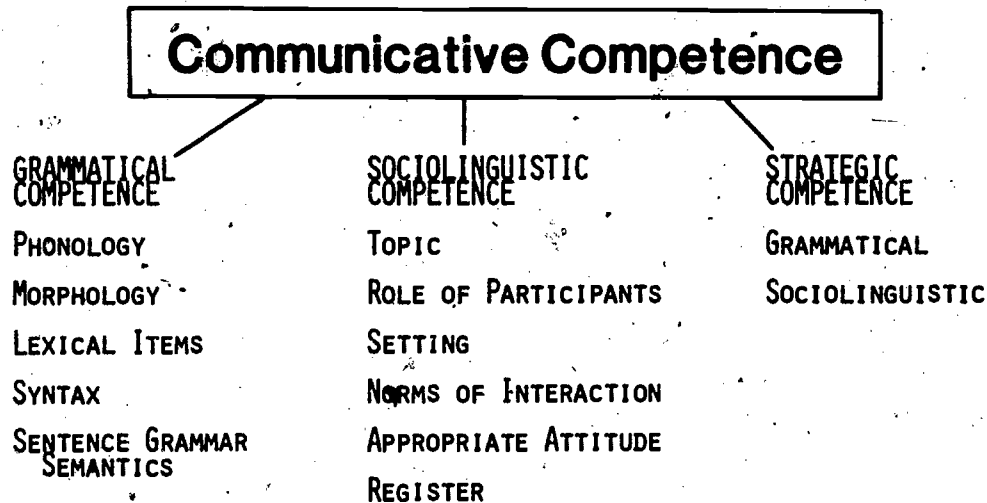 Communicative Competence
GRAMMATICAL
COMPETENCE
PHONOLOGY
MORPHOLOGY
LEXICAL ITEMS
SYNTAX
SENTENCE GRAMMAR
SEMANTICS
SOCIOLINGUISTIC
COMPETENCE
TOPIC
ROLE OF PARTICIPANTS
SETTING
NORMS OF INTERACTION
APPROPRIATE ATTITUDE
REGISTER
STRATEGIC
COMPETENCE
GRAMMATICAL
SOCIOLINGUISTIC